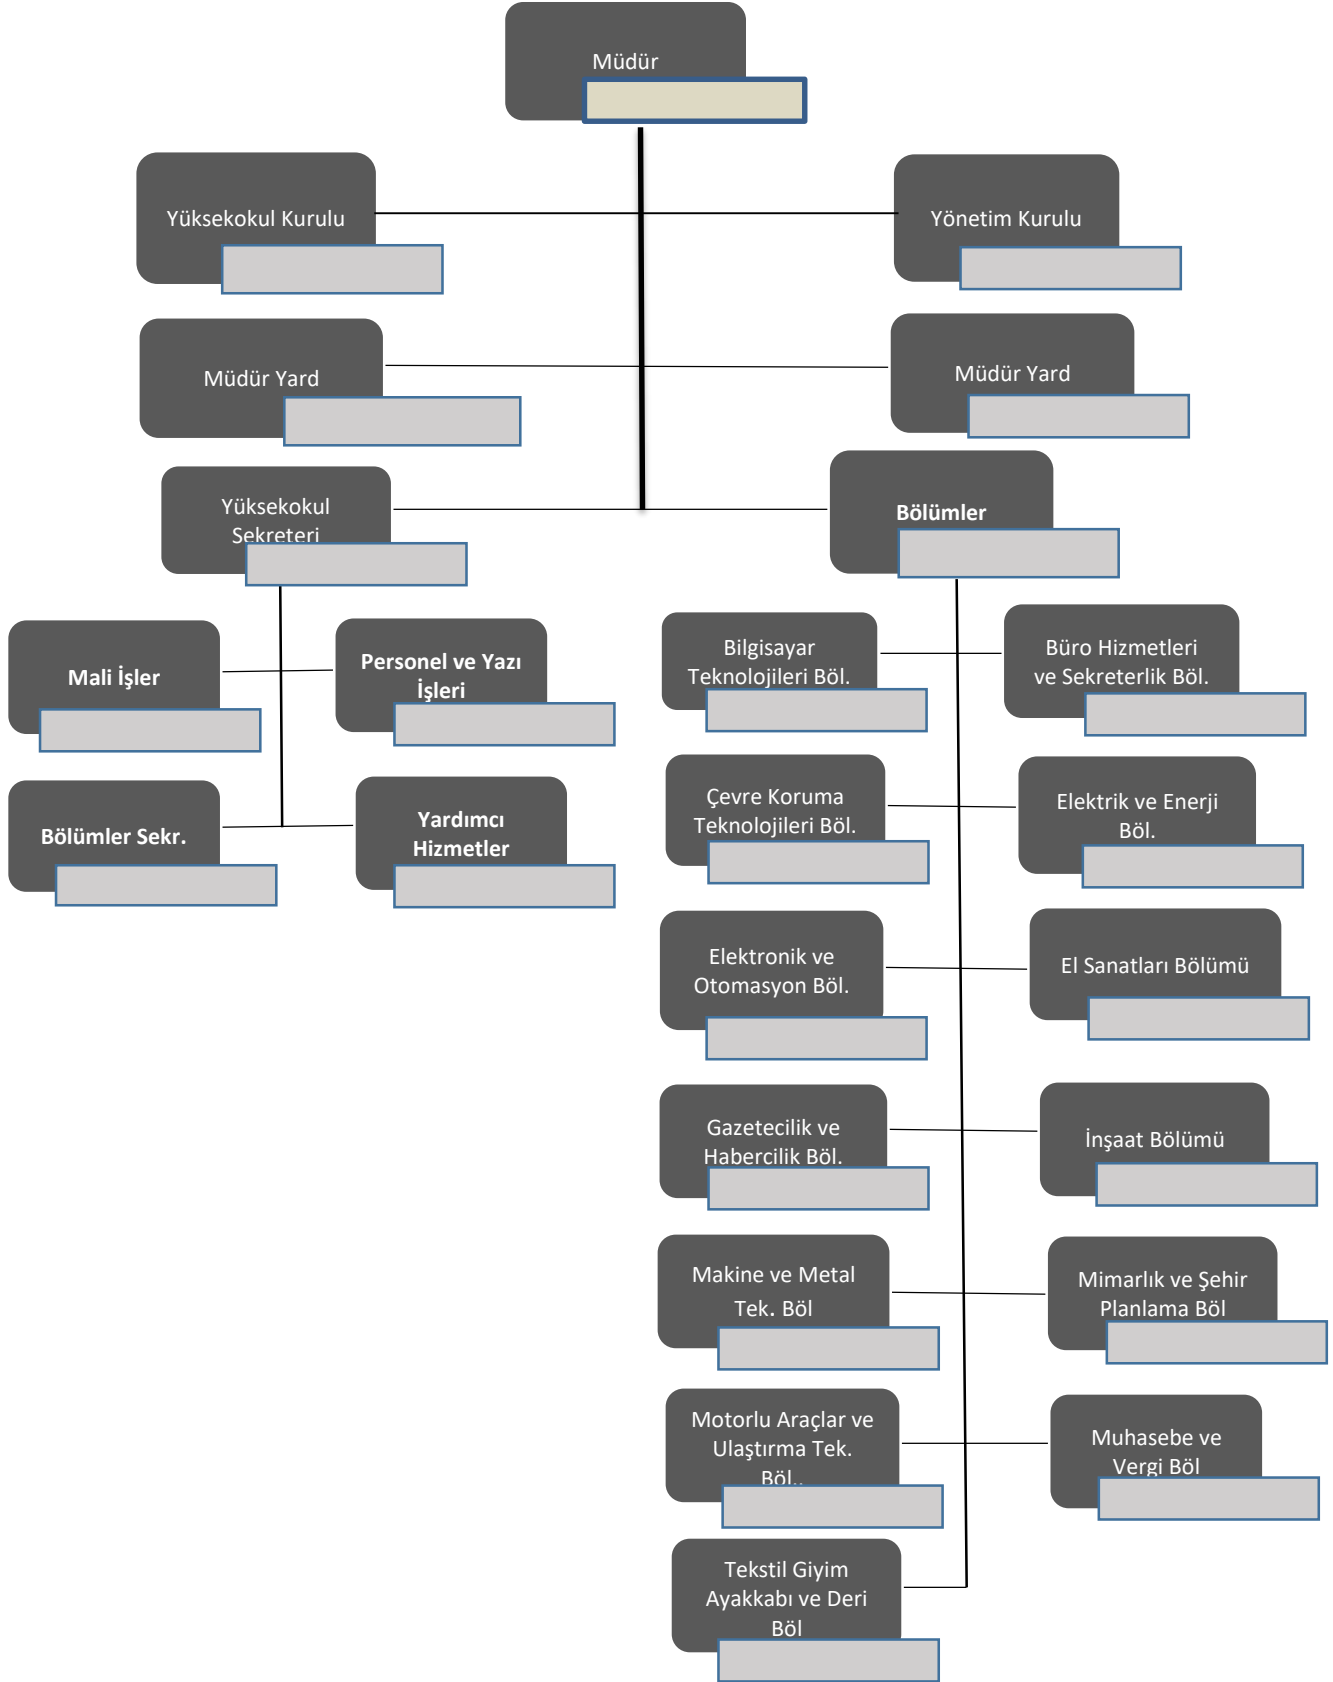 Müdür
Yüksekokul Kurulu
Yönetim Kurulu
Müdür Yard
Müdür Yard
Yüksekokul
Sekreteri
Bölümler
Mali İşler
Personel ve Yazı
İşleri
Bölümler Sekr.
Yardımcı
Hizmetler
Bilgisayar
Teknolojileri Böl.
Büro Hizmetleri
ve Sekreterlik Böl.
Çevre Koruma
Teknolojileri Böl.
Elektrik ve Enerji
Böl.
Elektronik ve
Otomasyon Böl.
El Sanatları Bölümü
Gazetecilik ve
Habercilik Böl.
İnşaat Bölümü
Makine ve Metal
Tek. Böl
Mimarlık ve Şehir
Planlama Böl
Motorlu Araçlar ve
Ulaştırma Tek.
Böl..
Muhasebe ve
Vergi Böl
Tekstil Giyim
Ayakkabı ve Deri
Böl